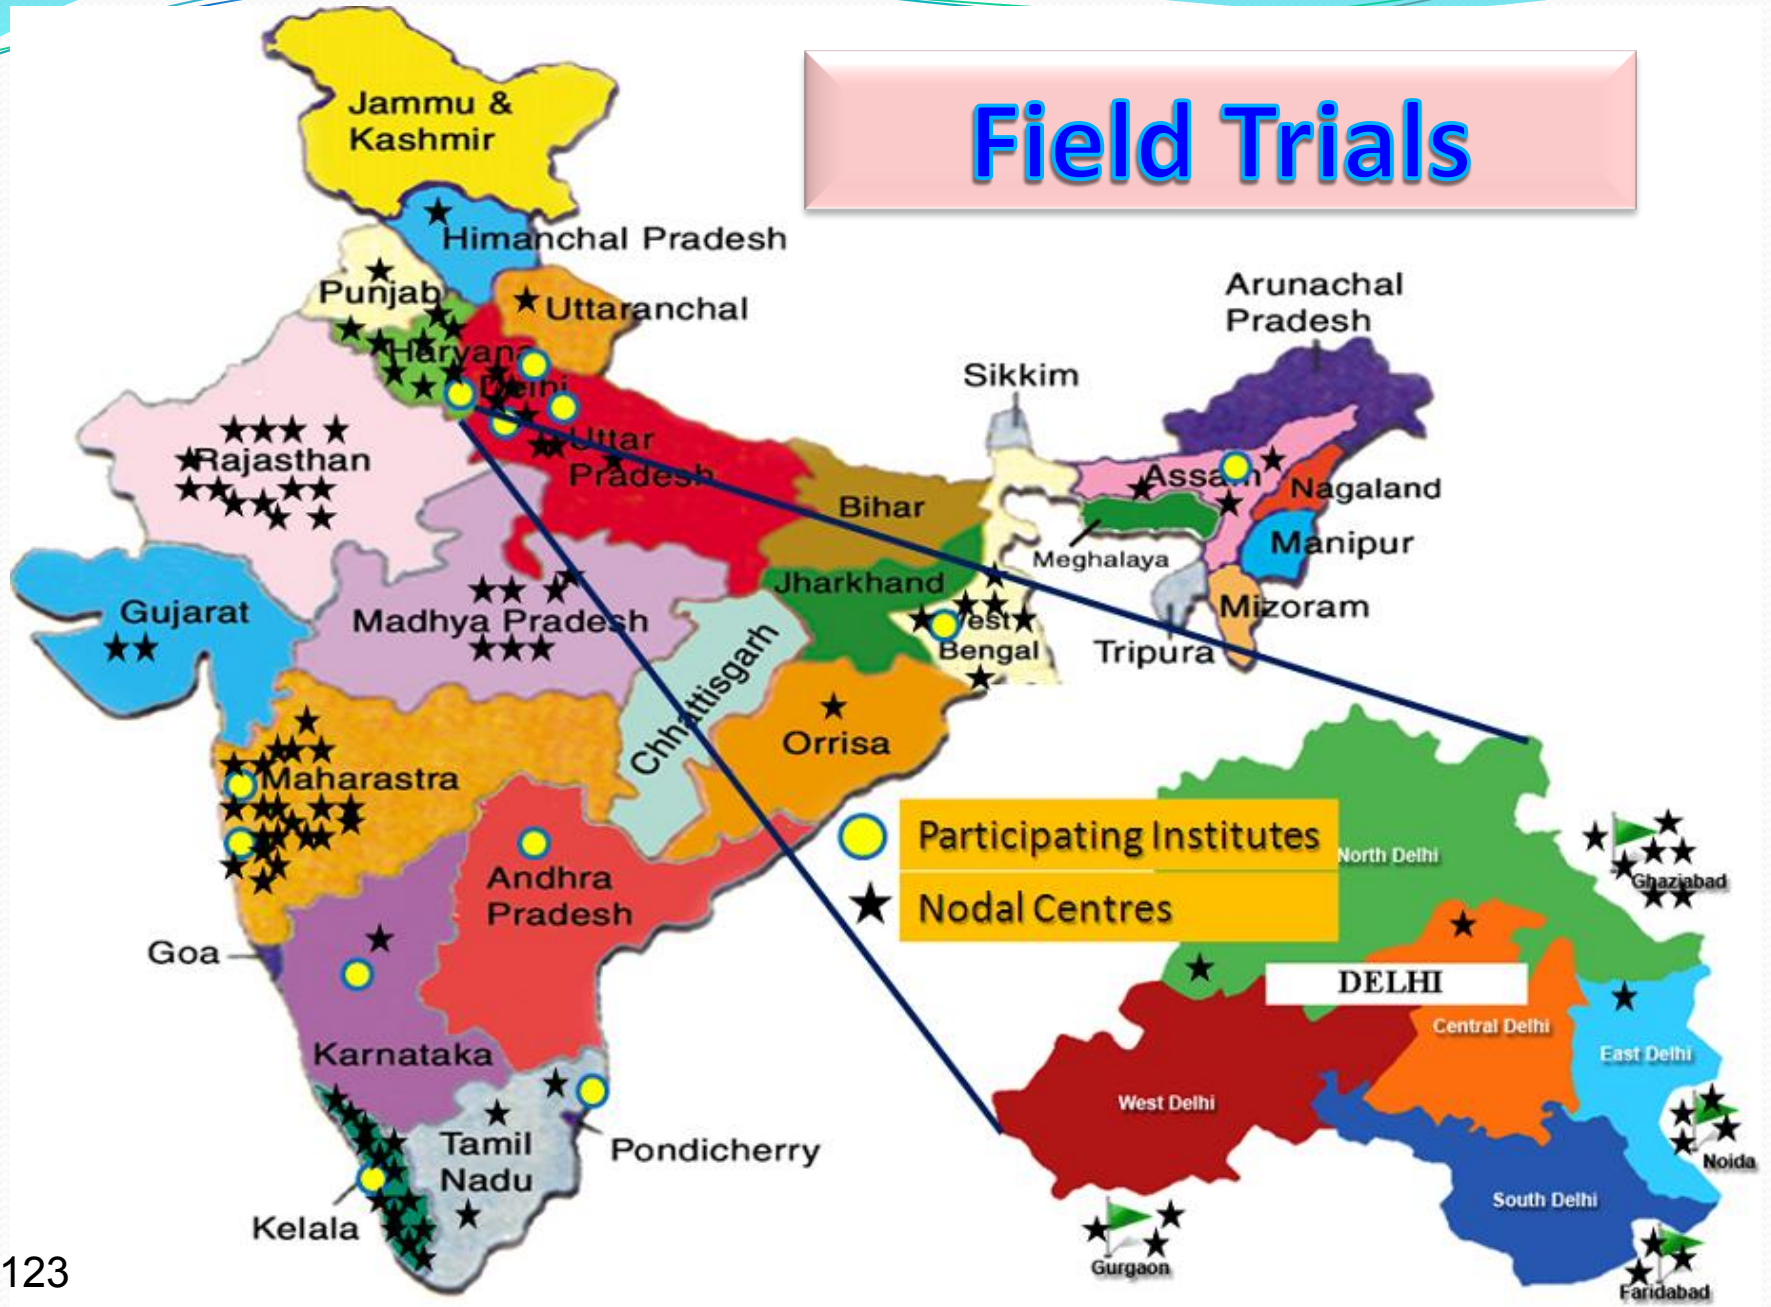 Field Trials
Jammu &
Kashmir
Himanchal Pradesh
Punjab
Uttaranchal
Haryana
Delhi
Arunachal
Pradesh
Sikkim
Rajasthan
Uttar
Pradesh
Assam
Nagaland
Bihar
Manipur
Meghalaya
Jharkhand
Gujarat
Madhya Pradesh
Mizoram
West
Bengal
Tripura
Chhattisgarh
Orrisa
Maharastra
Participating Institutes
Nodal Centres
Andhra
Pradesh
Goa
Karnataka
Tamil
Nadu
Pondicherry
Kelala
North Delhi
Ghaziabad
DELHI
Central Delhi
East Delhi
West Delhi
Noida
South Delhi
Gurgaon
Faridabad
123